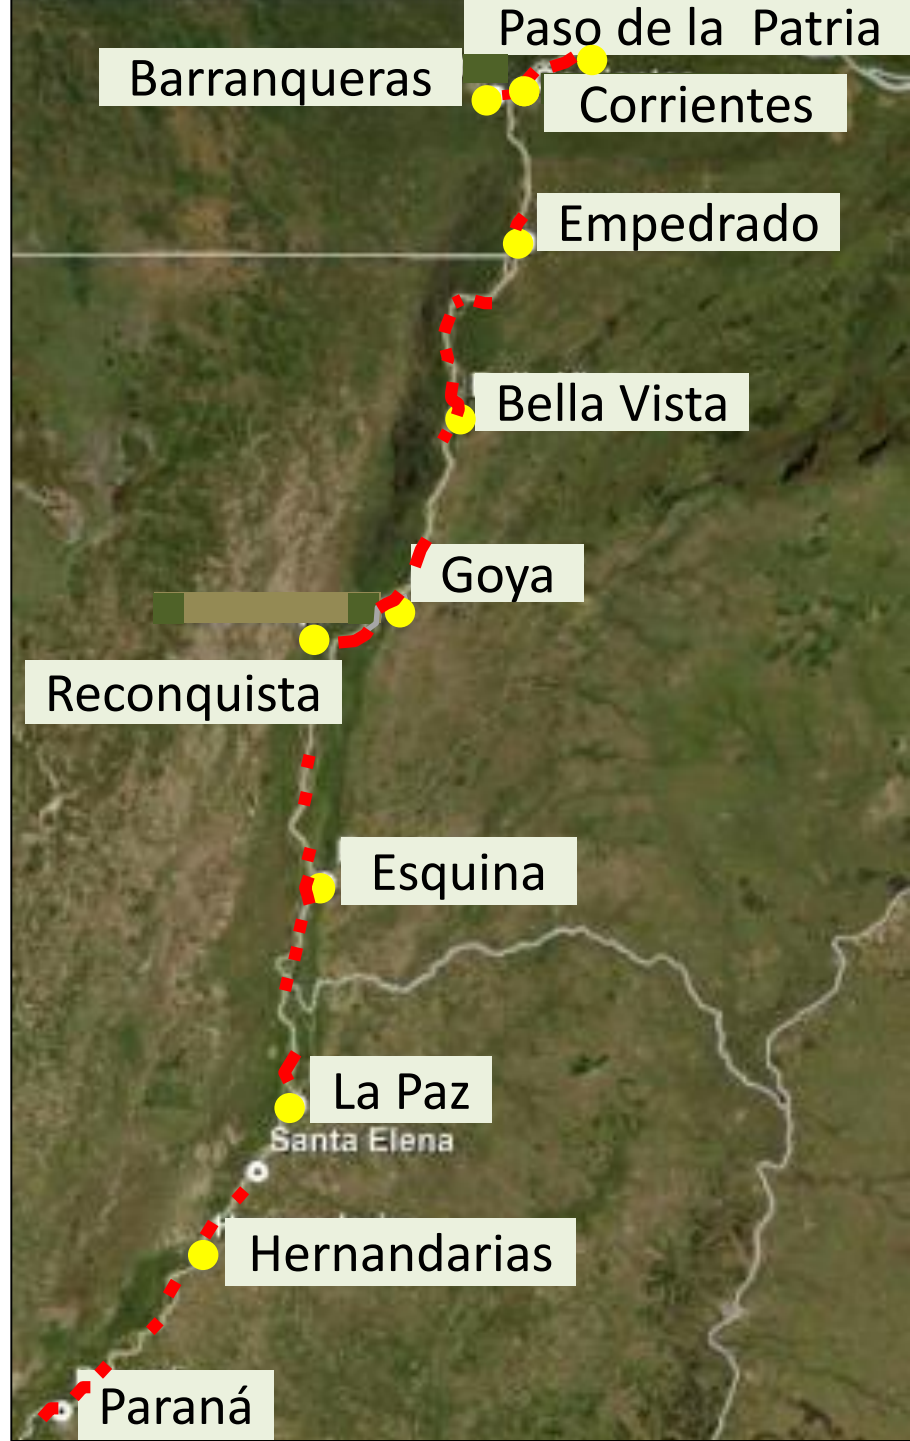 Paso de la Patria
Barranqueras
Corrientes
Empedrado
Bella Vista
Goya
Reconquista
Esquina
La Paz
Santa Elena
Hernandarias
Paraná